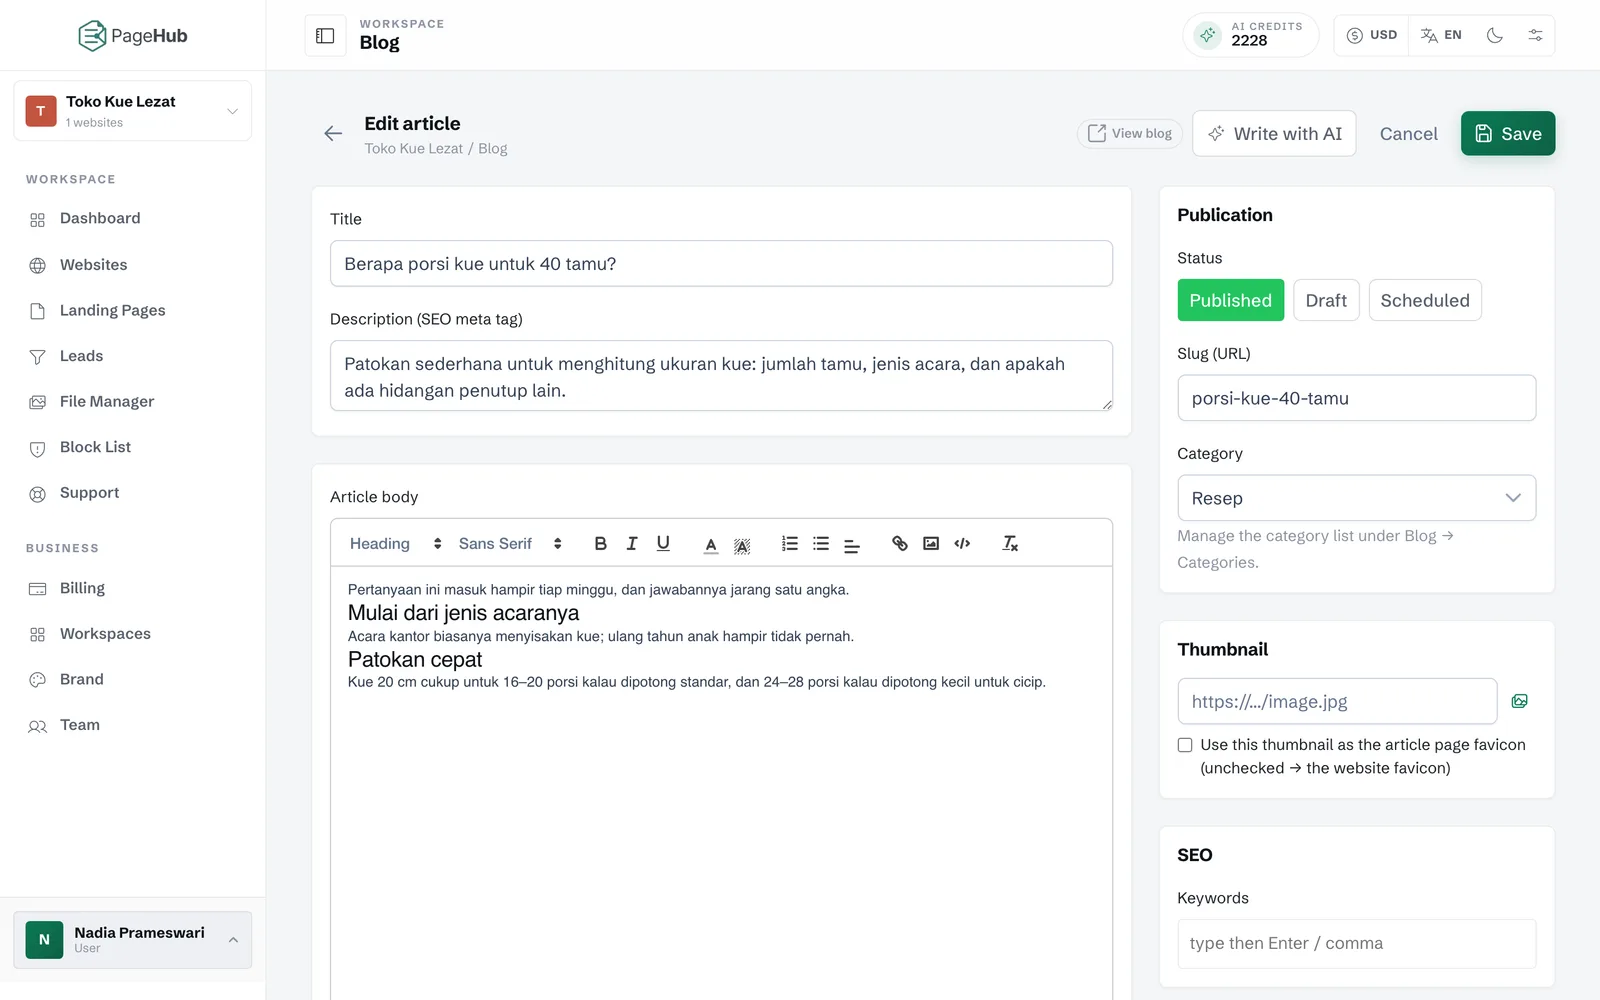 PageHub
WORKSPACE
Blog
AI CREDITS
2228
USD
EN
T
Toko Kue Lezat
1 websites
WORKSPACE
Dashboard
Websites
Landing Pages
Leads
File Manager
Block List
Support
BUSINESS
Billing
Workspaces
Brand
Team
N
Nadia Prameswari
User
Edit article
Toko Kue Lezat / Blog
View blog
Write with AI
Cancel
Save
Title
Berapa porsi kue untuk 40 tamu?
Description (SEO meta tag)
Patokan sederhana untuk menghitung ukuran kue: jumlah tamu, jenis acara, dan apakah
ada hidangan penutup lain.
Article body
Heading
Sans Serif
Pertanyaan ini masuk hampir tiap minggu, dan jawabannya jarang satu angka.
Mulai dari jenis acaranya
Acara kantor biasanya menyisakan kue; ulang tahun anak hampir tidak pernah.
Patokan cepat
Kue 20 cm cukup untuk 16–20 porsi kalau dipotong standar, dan 24–28 porsi kalau dipotong kecil untuk cicip.
Publication
Status
Published
Draft
Scheduled
Slug (URL)
porsi-kue-40-tamu
Category
Resep
Manage the category list under Blog →
Categories.
Thumbnail
https://.../image.jpg
Use this thumbnail as the article page favicon
(unchecked → the website favicon)
SEO
Keywords
type then Enter / comma